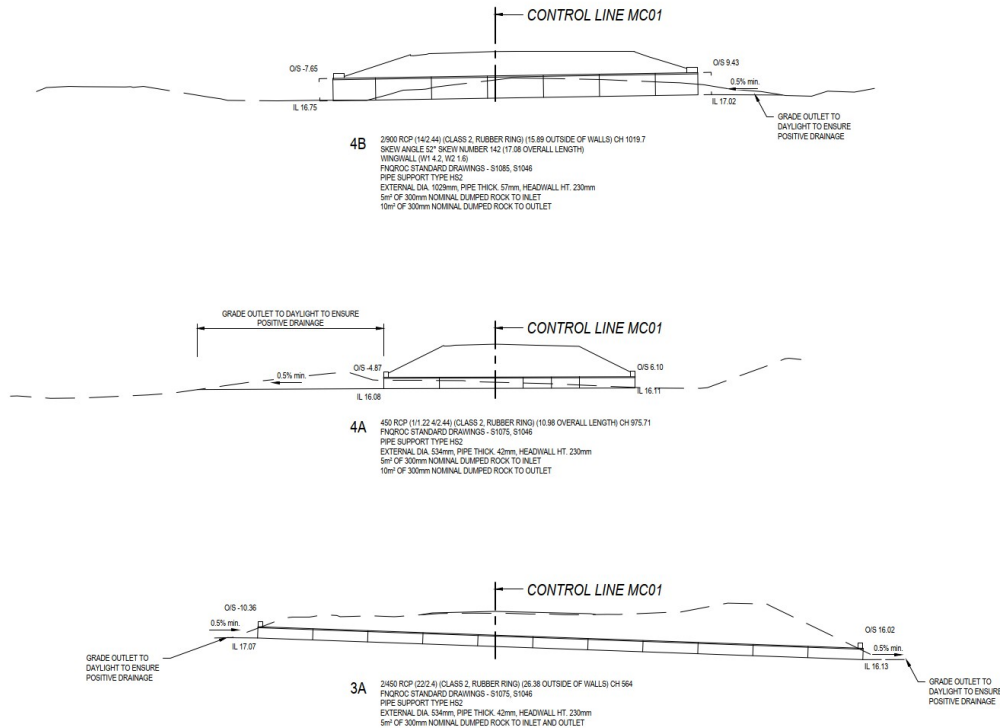 CONTROL LINE MC01
O/S -7.65
O/S 9.43
0.5% min.
IL 16.75
IL 17.02
GRADE OUTLET TO
DAYLIGHT TO ENSURE
POSITIVE DRAINAGE
4B
2/900 RCP (14/2.44) (CLASS 2, RUBBER RING) (15.89 OUTSIDE OF WALLS) CH 1019.7
SKEW ANGLE 52° SKEW NUMBER 142 (17.08 OVERALL LENGTH)
WINGWALL (W1 4.2, W2 1.6)
FNQROC STANDARD DRAWINGS - S1085, S1046
PIPE SUPPORT TYPE HS2
EXTERNAL DIA. 1029mm, PIPE THICK. 57mm, HEADWALL HT. 230mm
5m² OF 300mm NOMINAL DUMPED ROCK TO INLET
10m² OF 300mm NOMINAL DUMPED ROCK TO OUTLET
GRADE OUTLET TO DAYLIGHT TO ENSURE
POSITIVE DRAINAGE
CONTROL LINE MC01
0.5% min.
O/S -4.87
O/S 6.10
IL 16.08
IL 16.11
4A
450 RCP (1/1.22 4/2.44) (CLASS 2, RUBBER RING) (10.98 OVERALL LENGTH) CH 975.71
FNQROC STANDARD DRAWINGS - S1075, S1046
PIPE SUPPORT TYPE HS2
EXTERNAL DIA. 534mm, PIPE THICK. 42mm, HEADWALL HT. 230mm
5m² OF 300mm NOMINAL DUMPED ROCK TO INLET
10m² OF 300mm NOMINAL DUMPED ROCK TO OUTLET
CONTROL LINE MC01
O/S -10.36
0.5% min.
IL 17.07
O/S 16.02
0.5% min.
IL 16.13
GRADE OUTLET TO
DAYLIGHT TO ENSURE
POSITIVE DRAINAGE
GRADE OUTLET TO
DAYLIGHT TO ENSURE
POSITIVE DRAINAGE
3A
2/450 RCP (22/2.4) (CLASS 2, RUBBER RING) (26.38 OUTSIDE OF WALLS) CH 564
FNQROC STANDARD DRAWINGS - S1075, S1046
PIPE SUPPORT TYPE HS2
EXTERNAL DIA. 534mm, PIPE THICK. 42mm, HEADWALL HT. 230mm
5m² OF 300mm NOMINAL DUMPED ROCK TO INLET AND OUTLET